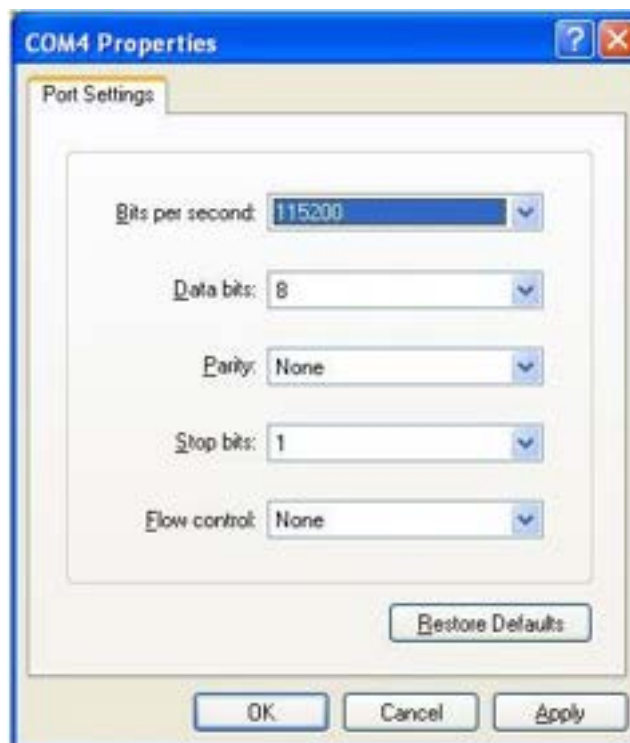 COM4 Properties
Port Settings
Bits per second: 115200
Data bits: 8
Parity: None
Stop bits: 1
Flow control: None
Restore Defaults
OK Cancel Apply